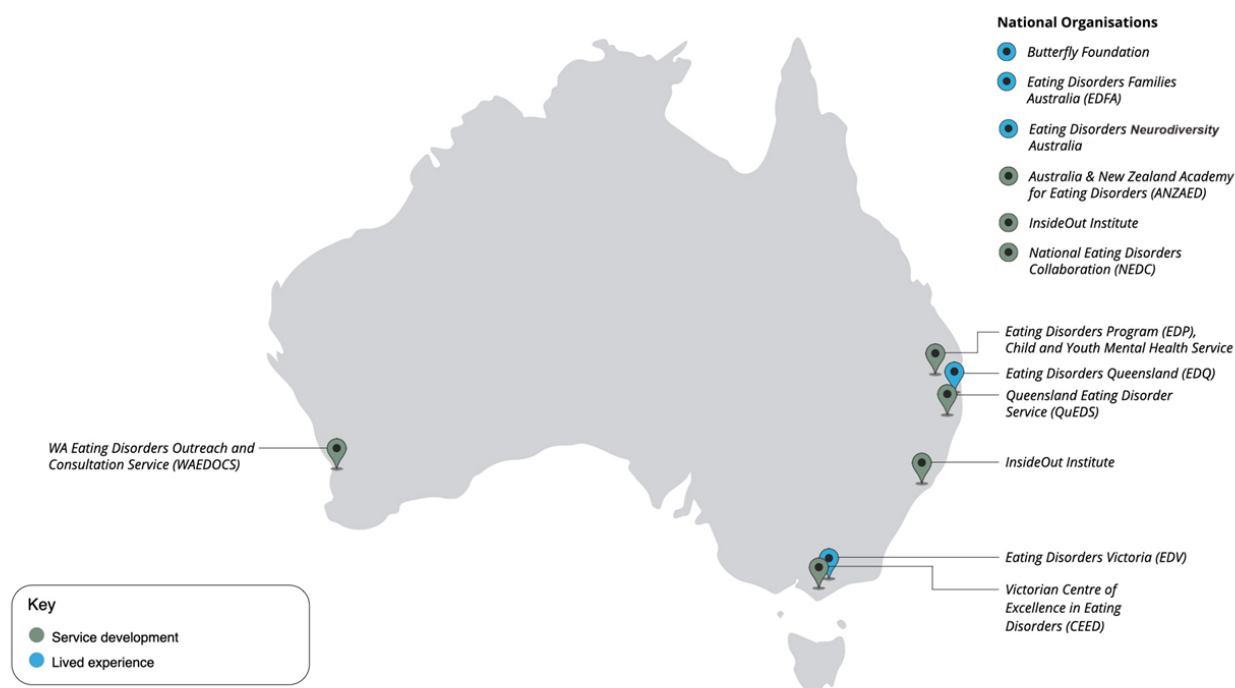 National Organisations
Butterfly Foundation
Eating Disorders Families
Australia (EDFA)
Eating Disorders Neurodiversity
Australia
Australia & New Zealand Academy
for Eating Disorders (ANZAED)
InsideOut Institute
National Eating Disorders
Collaboration (NEDC)
Eating Disorders Program (EDP),
Child and Youth Mental Health Service
Eating Disorders Queensland (EDQ)
Queensland Eating Disorder
Service (QuEDS)
WA Eating Disorders Outreach and
Consultation Service (WAEDOCS)
InsideOut Institute
Eating Disorders Victoria (EDV)
Victorian Centre of
Excellence in Eating
Disorders (CEED)
Key
Service development
Lived experience